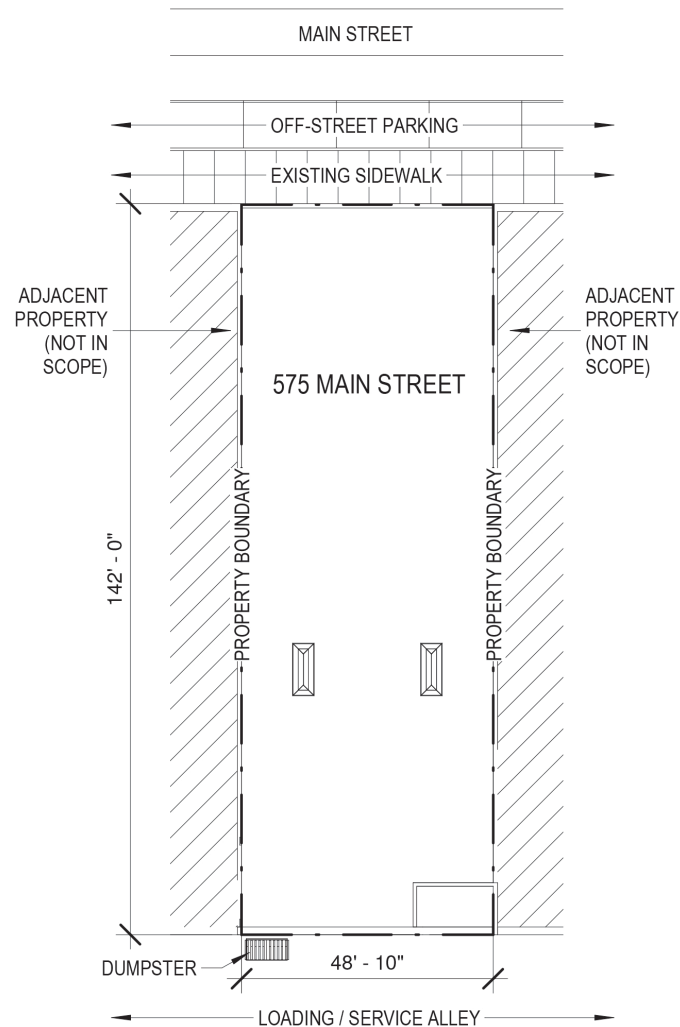 MAIN STREET
OFF-STREET PARKING
EXISTING SIDEWALK
ADJACENT
PROPERTY
(NOT IN
SCOPE)
ADJACENT
PROPERTY
(NOT IN
SCOPE)
575 MAIN STREET
PROPERTY BOUNDARY
PROPERTY BOUNDARY
142' - 0"
DUMPSTER
48' - 10"
LOADING / SERVICE ALLEY